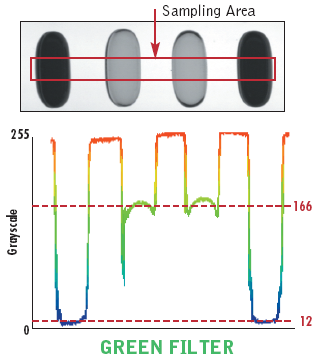 Sampling Area
255
Grayscale
166
12
0
GREEN FILTER